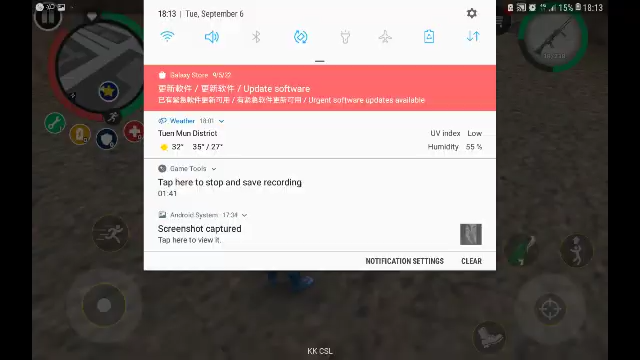 18:13 | Tue, September 6
15% 18:13
Galaxy Store 9/5/22
更新軟件 / 更新软件 / Update software
已有緊急軟件更新可用 / 有紧急软件更新可用 / Urgent software updates available
Weather 18:01
Tuen Mun District
UV index Low
32° 35°/ 27°
Humidity 55 %
Game Tools
Tap here to stop and save recording
01:41
Android System 17:34
Screenshot captured
Tap here to view it.
NOTIFICATION SETTINGS CLEAR
KK CSL